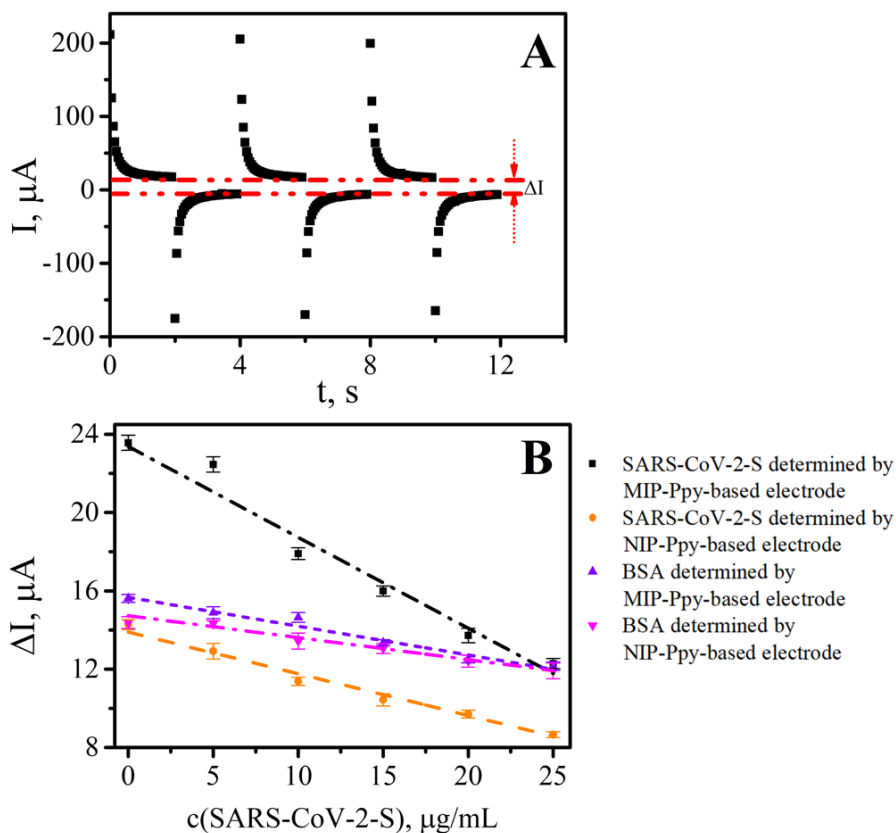 A
200
100
0
-100
-200
I, μA
ΔI
0 4 8 12
t, s
B
24
20
16
12
8
ΔI, μA
0 5 10 15 20 25
c(SARS-CoV-2-S), μg/mL
SARS-CoV-2-S determined by
MIP-Ppy-based electrode
SARS-CoV-2-S determined by
NIP-Ppy-based electrode
BSA determined by
MIP-Ppy-based electrode
BSA determined by
NIP-Ppy-based electrode